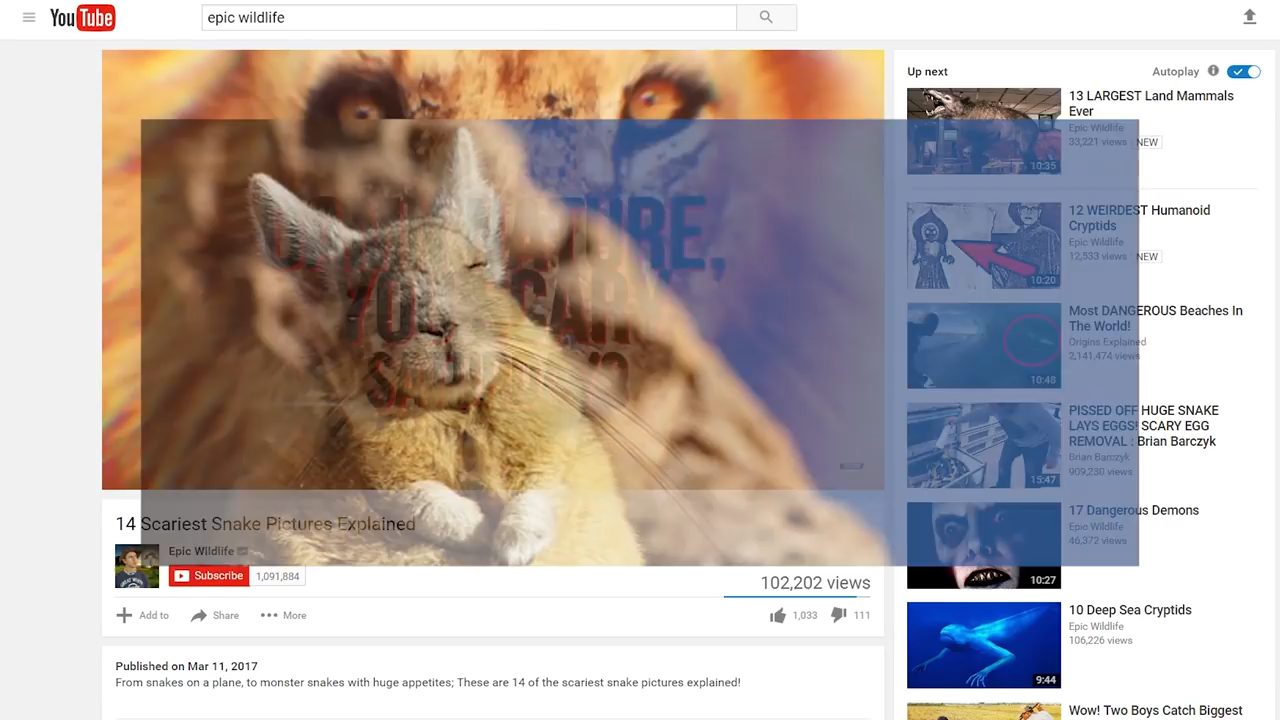 YouTube
epic wildlife
14 Scariest Snake Pictures Explained
Epic Wildlife
Subscribe
1,091,884
102,202 views
Add to
Share
More
1,033
111
Published on Mar 11, 2017
From snakes on a plane, to monster snakes with huge appetites; These are 14 of the scariest snake pictures explained!
Up next
Autoplay
13 LARGEST Land Mammals
Ever
Epic Wildlife
33,221 views
NEW
10:35
12 WEIRDEST Humanoid
Cryptids
Epic Wildlife
12,533 views
NEW
10:20
Most DANGEROUS Beaches In
The World!
Origins Explained
2,141,474 views
10:48
PISSED OFF HUGE SNAKE
LAYS EGGS! SCARY EGG
REMOVAL : Brian Barczyk
Brian Barczyk
909,230 views
15:47
17 Dangerous Demons
Epic Wildlife
46,372 views
10:27
10 Deep Sea Cryptids
Epic Wildlife
106,226 views
9:44
Wow! Two Boys Catch Biggest